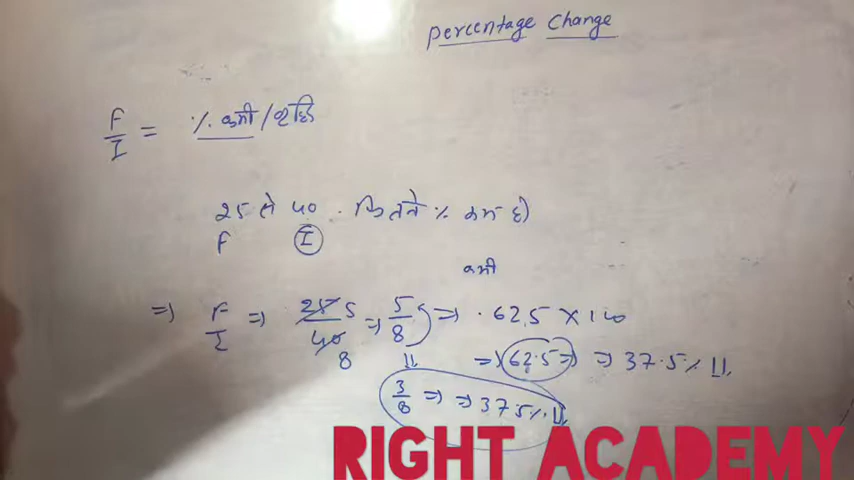 Percentage Change
F/I = % कमी/वृद्धि
25 से 40 कितने % कम है)
F I
कमी
⇒ F/I ⇒ 25/40 5/8 ⇒ 5/8 ⇒ .625 × 100
⇒ 62.5 ⇒ ⇒ 37.5%
3/8 ⇒ ⇒ 37.5%
RIGHT ACADEMY